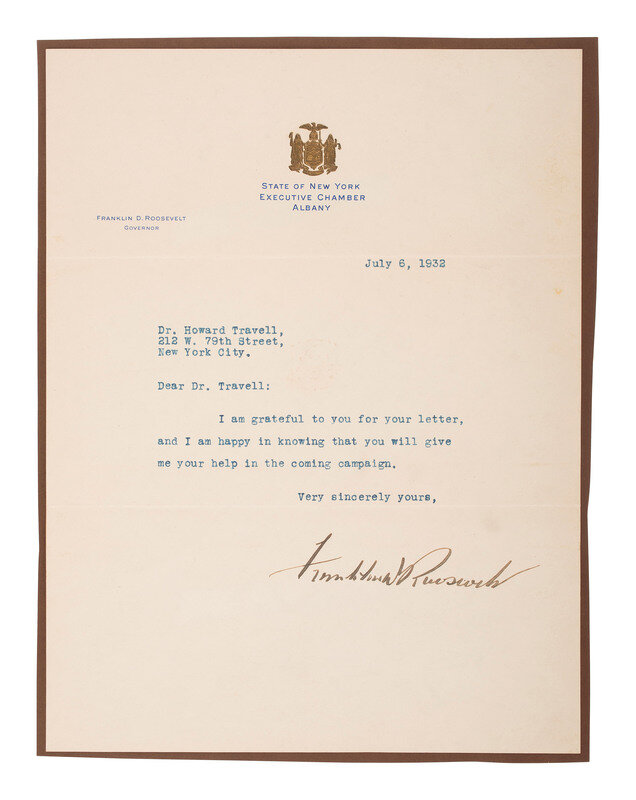 STATE OF NEW YORK
EXECUTIVE CHAMBER
ALBANY
FRANKLIN D. ROOSEVELT
GOVERNOR
July 6, 1932
Dr. Howard Travell,
212 W. 79th Street,
New York City.
Dear Dr. Travell:
I am grateful to you for your letter,
and I am happy in knowing that you will give
me your help in the coming campaign.
Very sincerely yours,
Franklin D Roosevelt